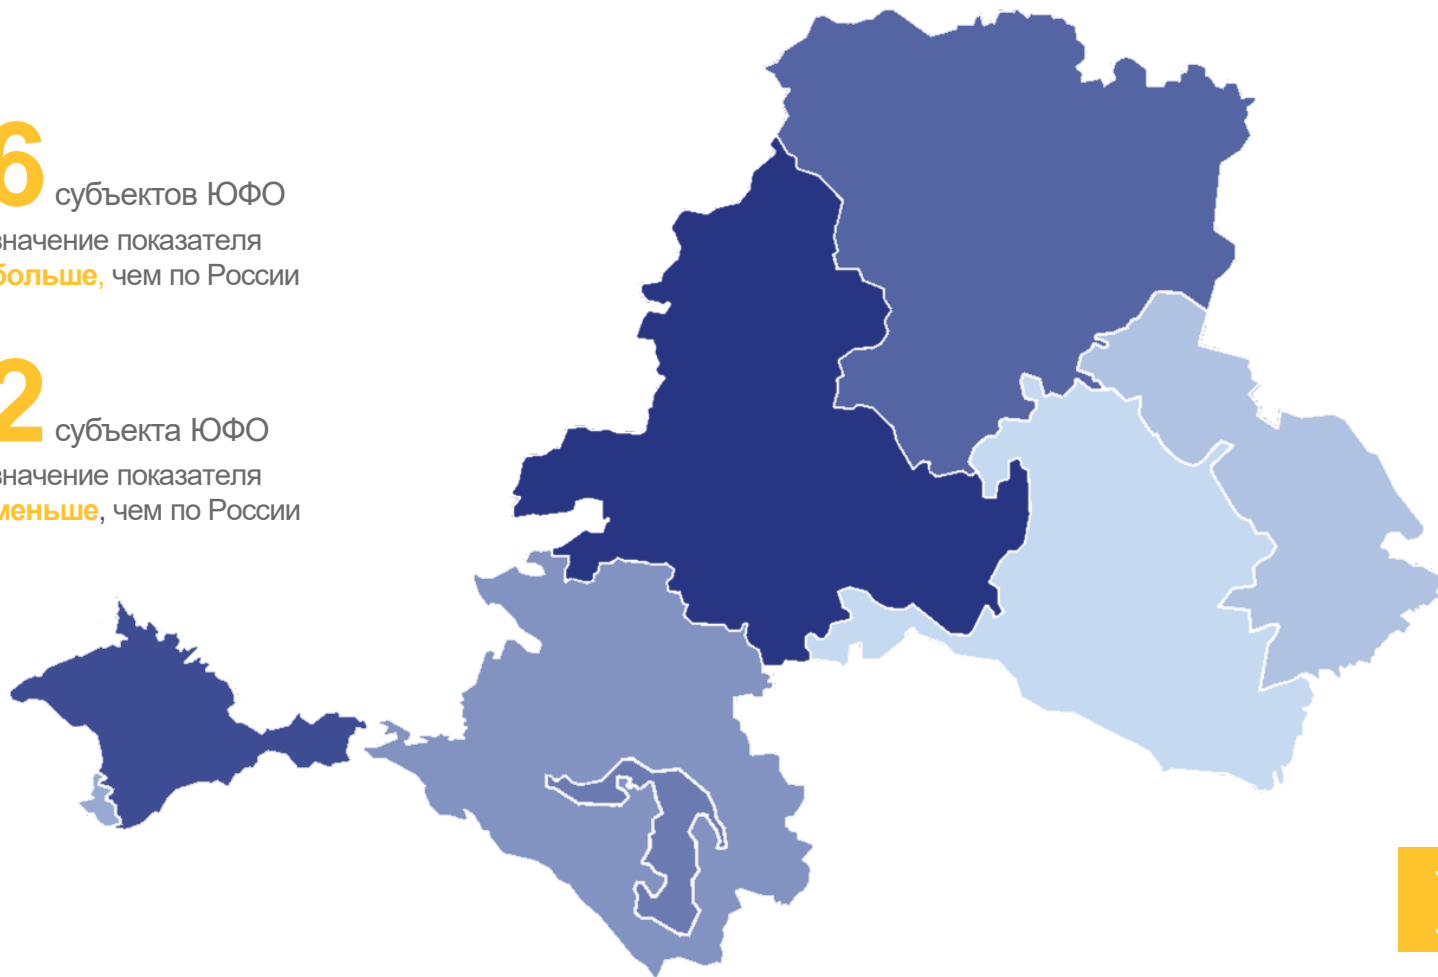 6 субъектов ЮФО
значение показателя
больше, чем по России
2 субъекта ЮФО
значение показателя
меньше, чем по России